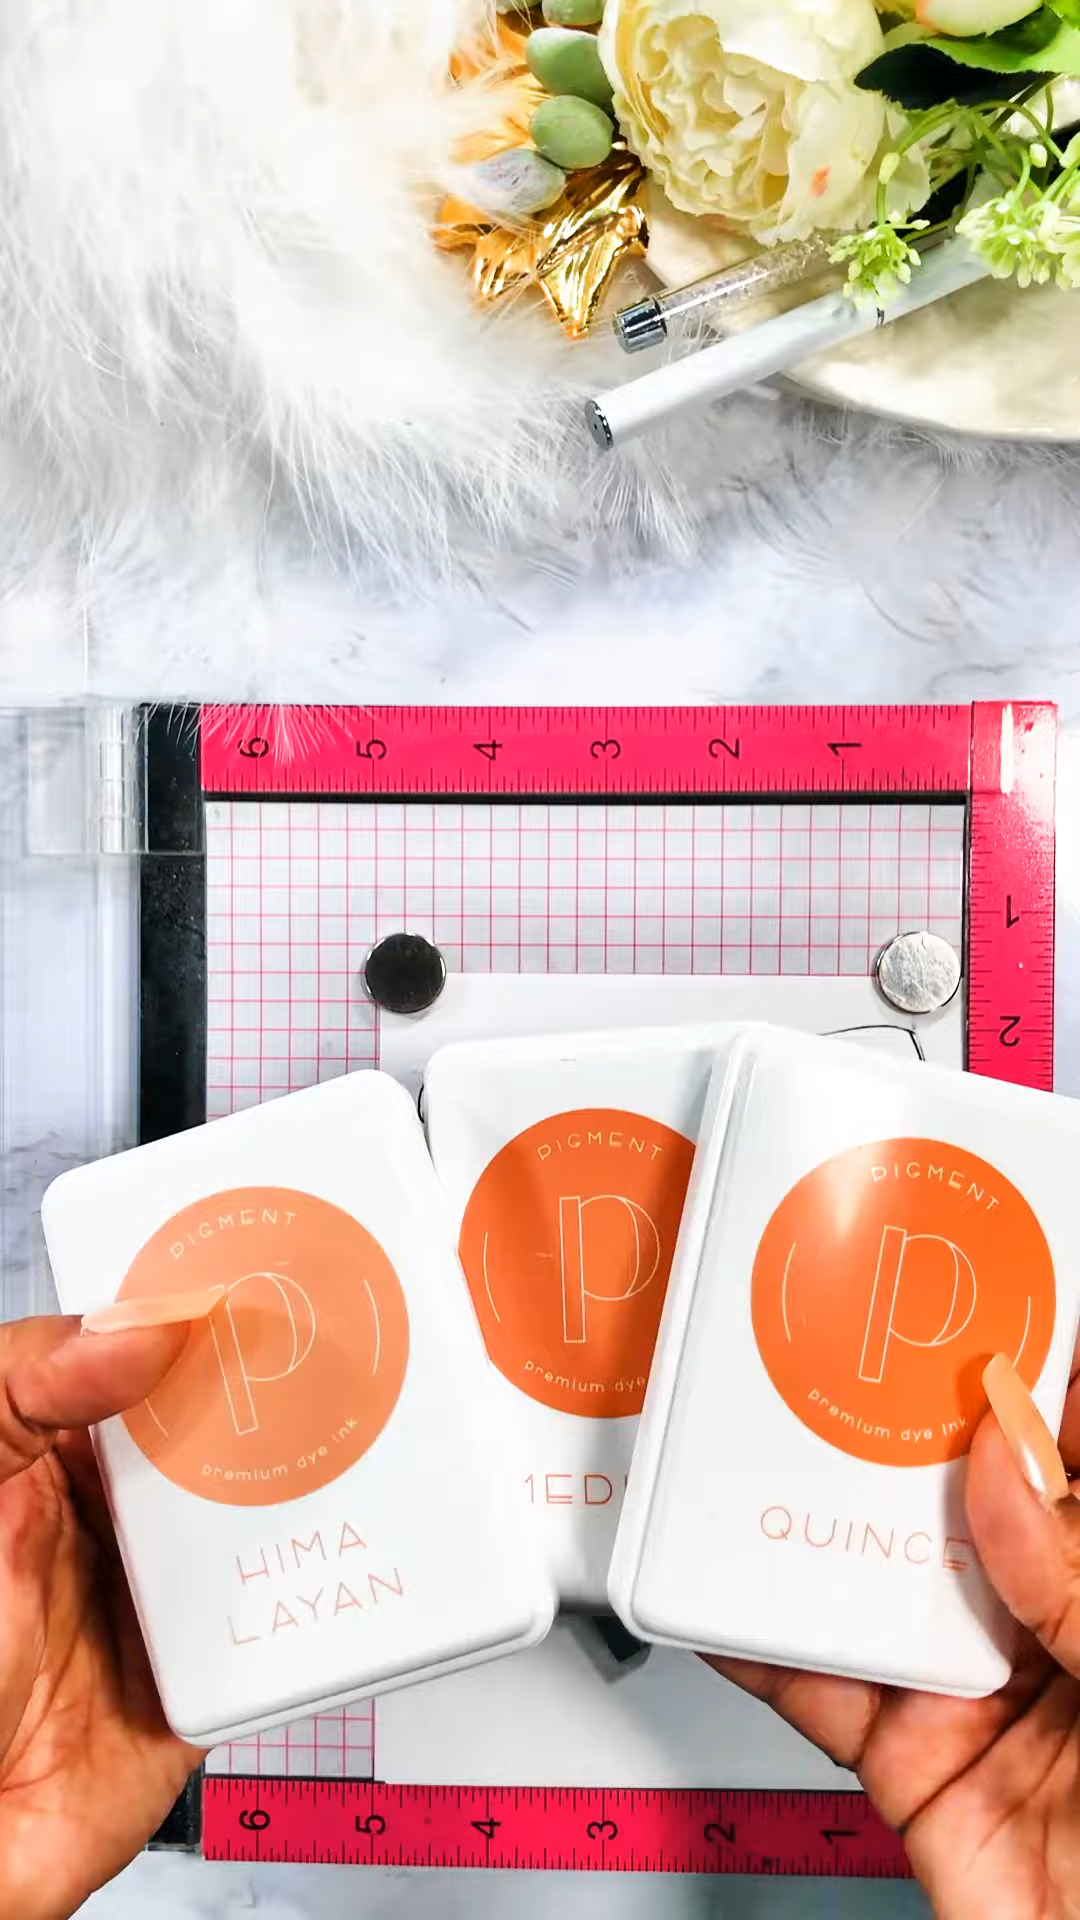 6 5 4 3 2 1
1
2
PIGMENT
p
premium dye ink
HIMA
LAYAN
PIGMENT
p
premium dye
PIGMENT
p
premium dye ink
QUINCE
6 5 4 3 2 1